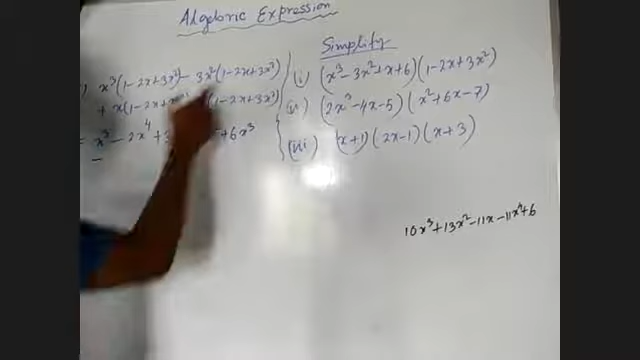 Algebraic Expression
Simplify
x³(1-2x+3x²) - 3x²(1-2x+3x²)
+ x(1-2x+ (1-2x+3x²)
= x³ - 2x⁴ + 3 + 6x³
(i) (x³-3x²+x+6)(1-2x+3x²)
(ii) (2x³-4x-5)(x²+6x-7)
(iii) (x+1)(2x-1)(x+3)
10x³+13x²-11x-11x⁴+6